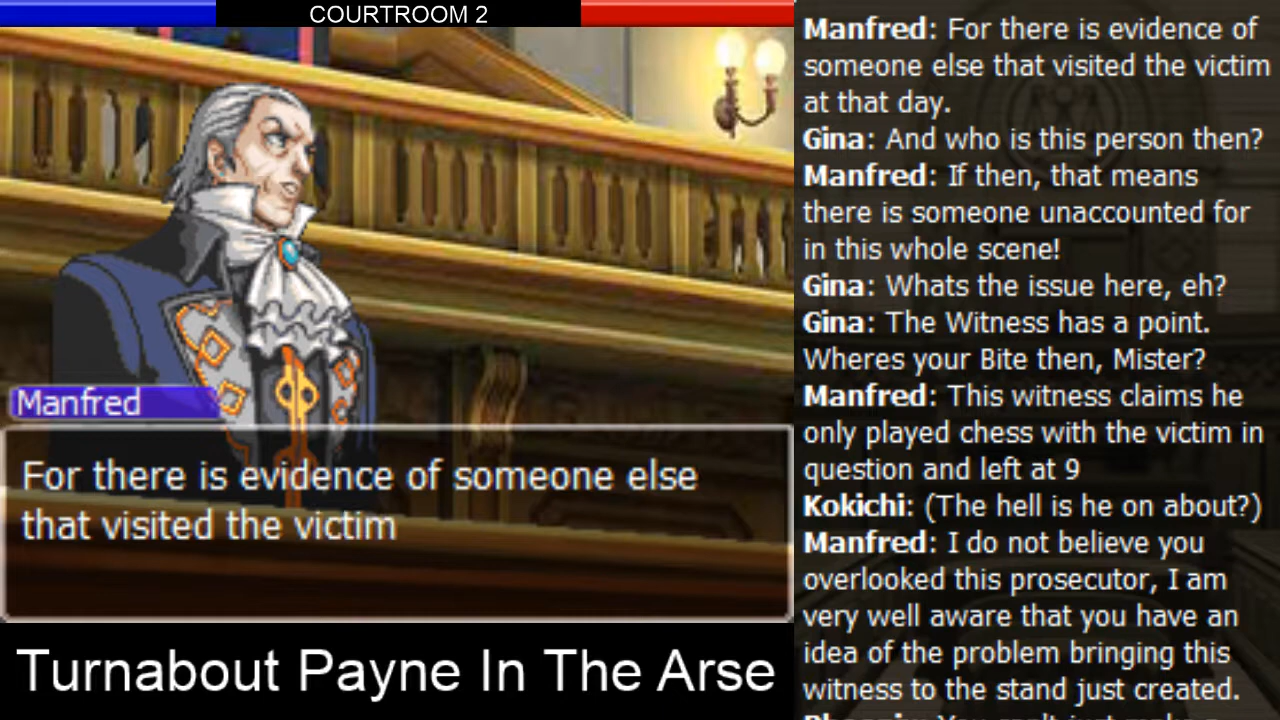 COURTROOM 2
Manfred
For there is evidence of someone else
that visited the victim
Turnabout Payne In The Arse
Manfred: For there is evidence of
someone else that visited the victim
at that day.
Gina: And who is this person then?
Manfred: If then, that means
there is someone unaccounted for
in this whole scene!
Gina: Whats the issue here, eh?
Gina: The Witness has a point.
Wheres your Bite then, Mister?
Manfred: This witness claims he
only played chess with the victim in
question and left at 9
Kokichi: (The hell is he on about?)
Manfred: I do not believe you
overlooked this prosecutor, I am
very well aware that you have an
idea of the problem bringing this
witness to the stand just created.